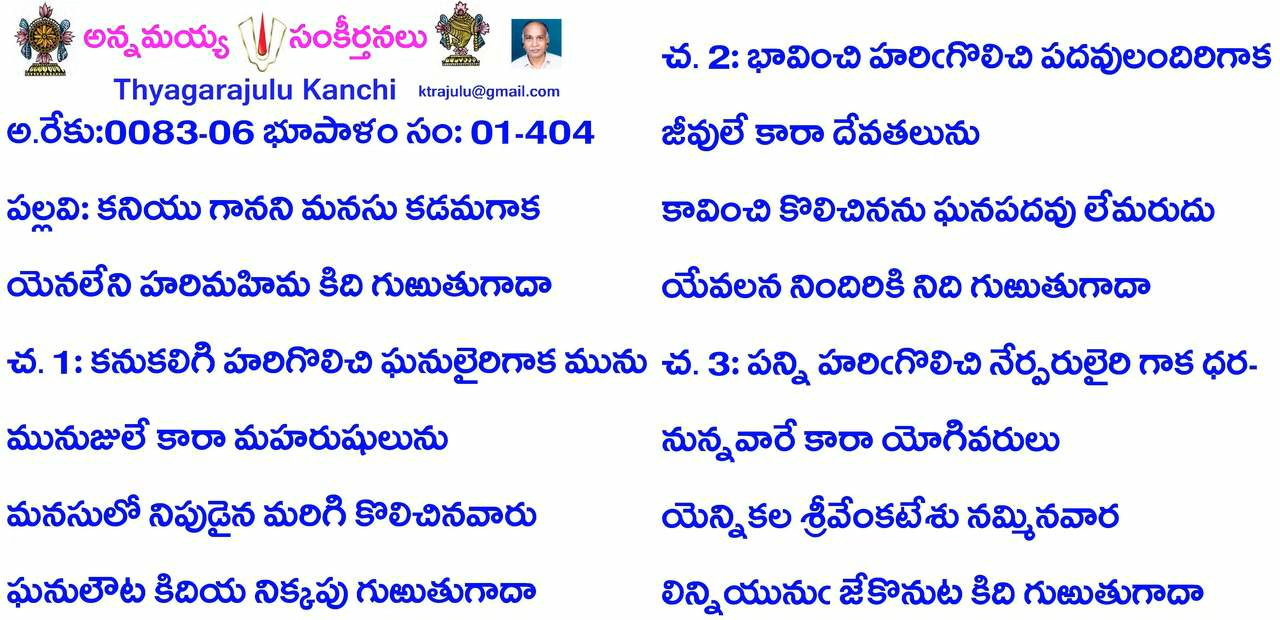 అన్నమయ్య సంకీర్తనలు
Thyagarajulu Kanchi ktrajulu@gmail.com
అ.రేకు:0083-06 భూపాళం సం: 01-404
పల్లవి: కనియు గానని మనసు కడమగాక
యెనలేని హరిమహిమ కిది గుఱుతుగాదా
చ. 1: కనుకలిగి హరిగొలిచి ఘనులైరిగాక మును
మునుజులే కారా మహరుషులును
మనసులో నిపుడైన మరిగి కొలిచినవారు
ఘనులౌట కిదియ నిక్కపు గుఱుతుగాదా
చ. 2: భావించి హరిఁగొలిచి పదవులందిరిగాక
జీవులే కారా దేవతలును
కావించి కొలిచినను ఘనపదవు లేమరుదు
యేవలన నిందిరికి నిది గుఱుతుగాదా
చ. 3: పన్ని హరిఁగొలిచి నేర్పరులైరి గాక ధర-
నున్నవారే కారా యోగివరులు
యెన్నికల శ్రీవేంకటేశు నమ్మినవార
లిన్నియునుఁ జేకొనుట కిది గుఱుతుగాదా